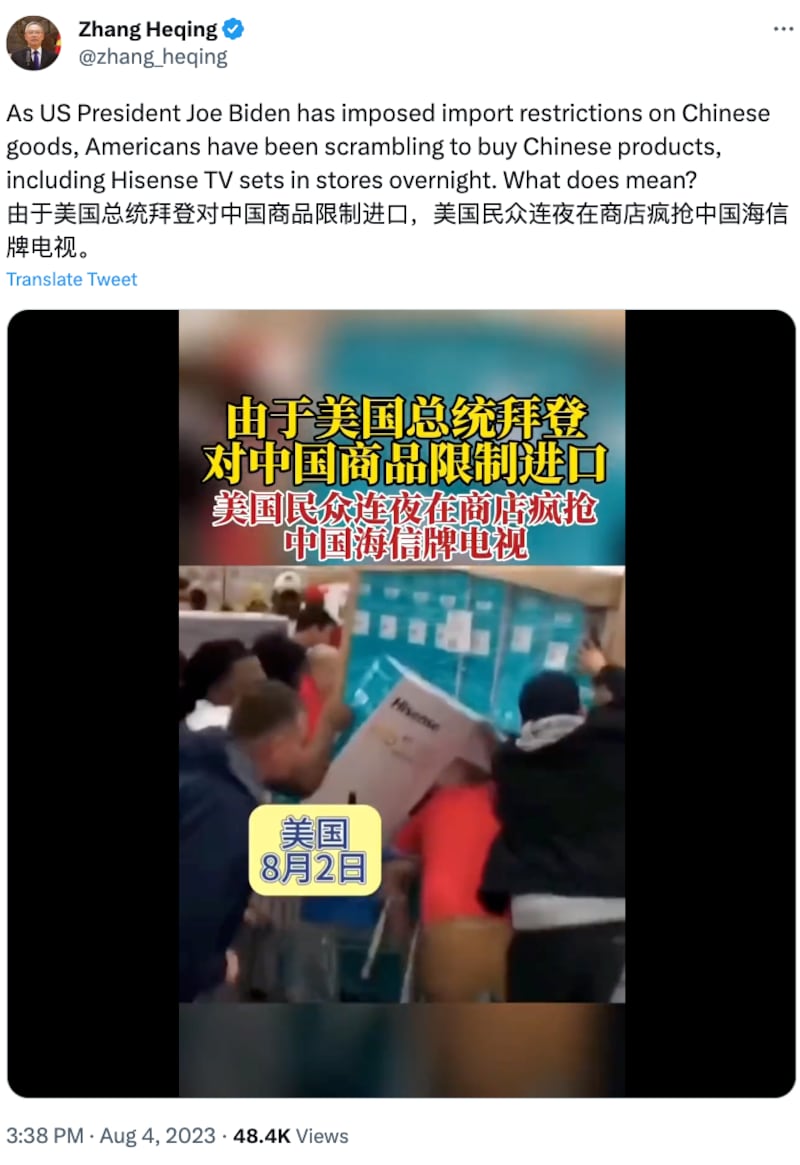 Zhang Heqing
@zhang_heqing
As US President Joe Biden has imposed import restrictions on Chinese
goods, Americans have been scrambling to buy Chinese products,
including Hisense TV sets in stores overnight. What does mean?
由于美国总统拜登对中国商品限制进口，美国民众连夜在商店疯抢中国海信
牌电视。
Translate Tweet
由于美国总统拜登
对中国商品限制进口
美国民众连夜在商店疯抢
中国海信牌电视
Hisense
美国
8月2日
3:38 PM · Aug 4, 2023 · 48.4K Views